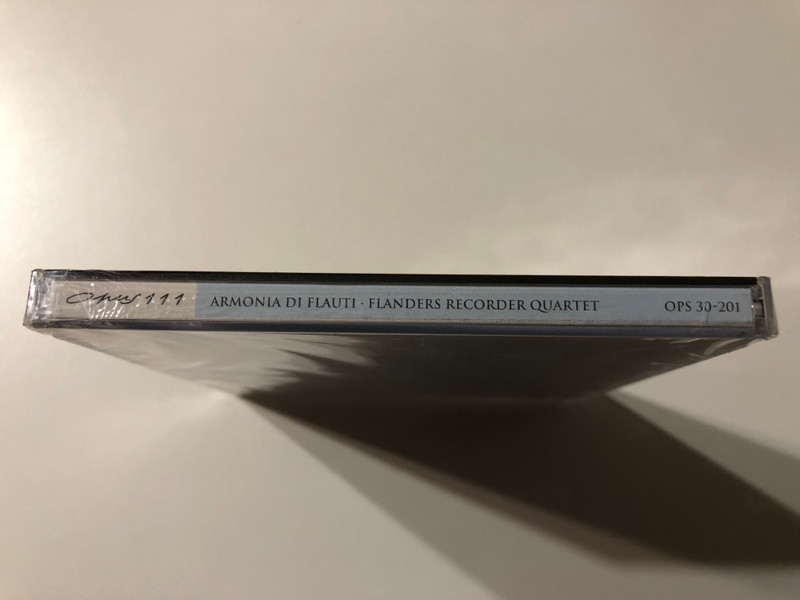 Opus 111 ARMONIA DI FLAUTI · FLANDERS RECORDER QUARTET OPS 30-201